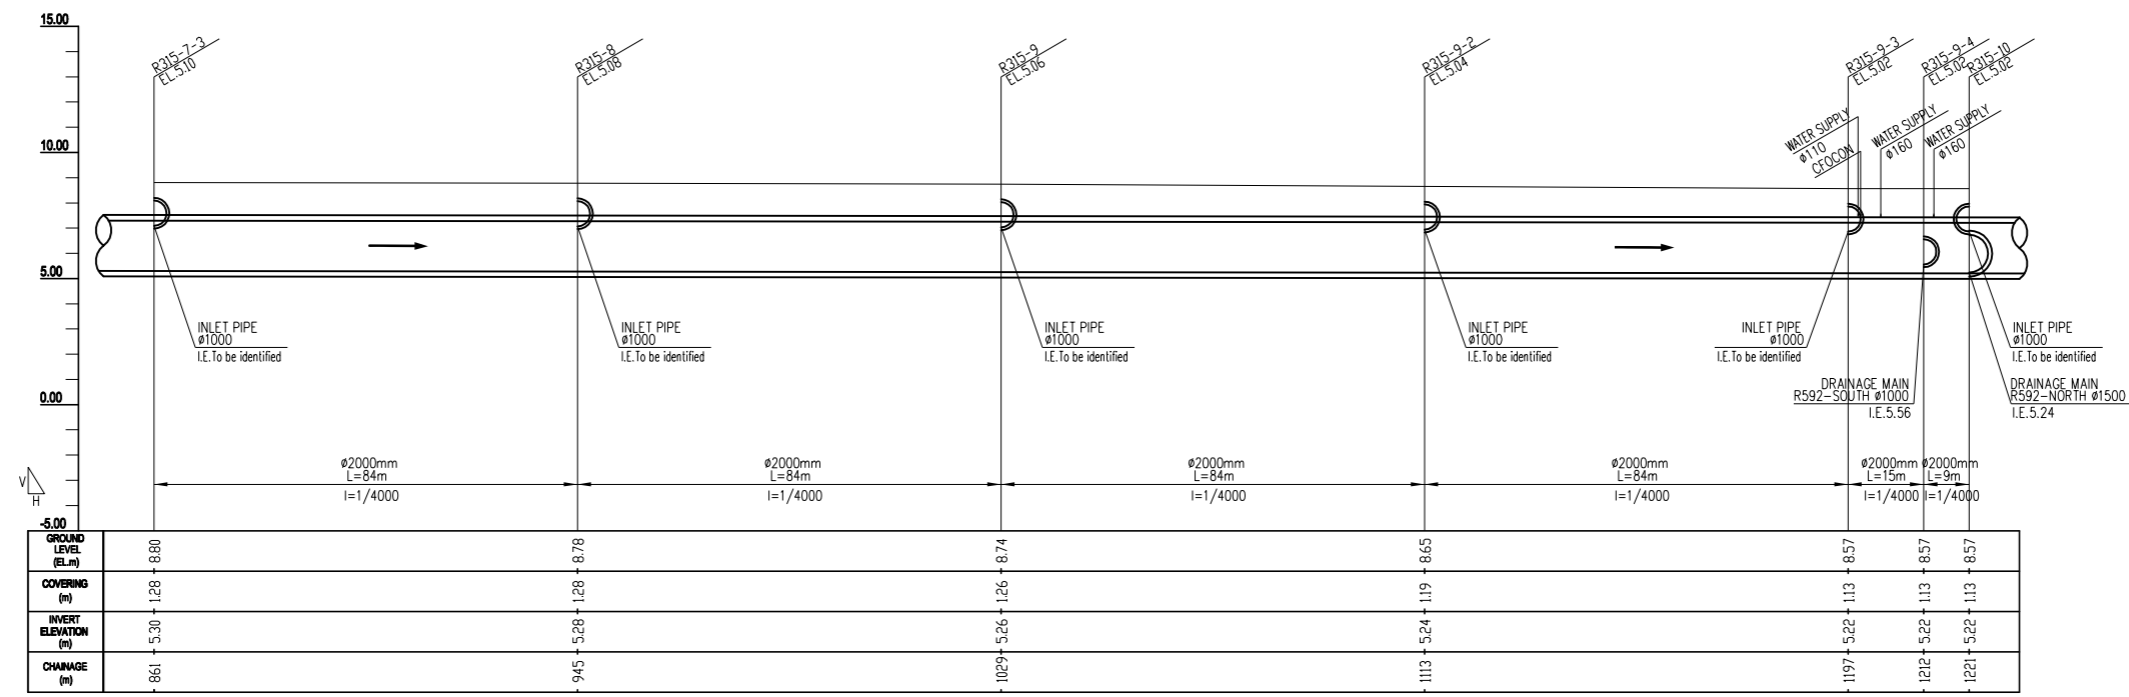 15.00
10.00
5.00
0.00
-5.00
R315-7-3
EL.5.10
R315-8
EL.5.08
R315-9
EL.5.06
R315-9-2
EL.5.04
R315-9-3
EL.5.02
R315-9-4
EL.5.02
R315-10
EL.5.02
WATER SUPPLY
ø110
CFOCON
WATER SUPPLY
ø160
WATER SUPPLY
ø160
INLET PIPE
ø1000
I.E.To be identified
INLET PIPE
ø1000
I.E.To be identified
INLET PIPE
ø1000
I.E.To be identified
INLET PIPE
ø1000
I.E.To be identified
INLET PIPE
ø1000
I.E.To be identified
INLET PIPE
ø1000
I.E.To be identified
DRAINAGE MAIN
R592-SOUTH ø1000
I.E.5.56
DRAINAGE MAIN
R592-NORTH ø1500
I.E.5.24
V
H
ø2000mm
L=84m
I=1/4000
ø2000mm
L=84m
I=1/4000
ø2000mm
L=84m
I=1/4000
ø2000mm
L=84m
I=1/4000
ø2000mm
L=15m
I=1/4000
ø2000mm
L=9m
I=1/4000
GROUND
LEVEL
(EL.m)
8.80 8.78 8.74 8.65 8.57 8.57 8.57
COVERING
(m)
1.28 1.28 1.26 1.19 1.13 1.13 1.13
INVERT
ELEVATION
(m)
5.30 5.28 5.26 5.24 5.22 5.22 5.22
CHAINAGE
(m)
861 945 1029 1113 1197 1212 1221